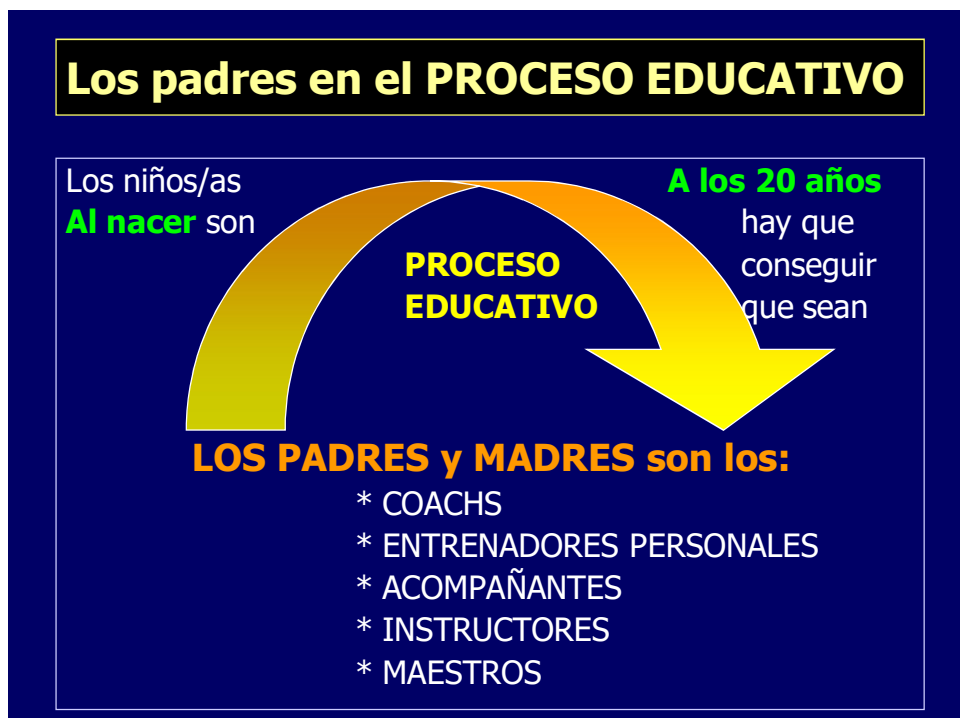 Los padres en el PROCESO EDUCATIVO
Los niños/as
Al nacer son
A los 20 años
hay que
conseguir
que sean
PROCESO
EDUCATIVO
LOS PADRES y MADRES son los:
* COACHS
* ENTRENADORES PERSONALES
* ACOMPAÑANTES
* INSTRUCTORES
* MAESTROS